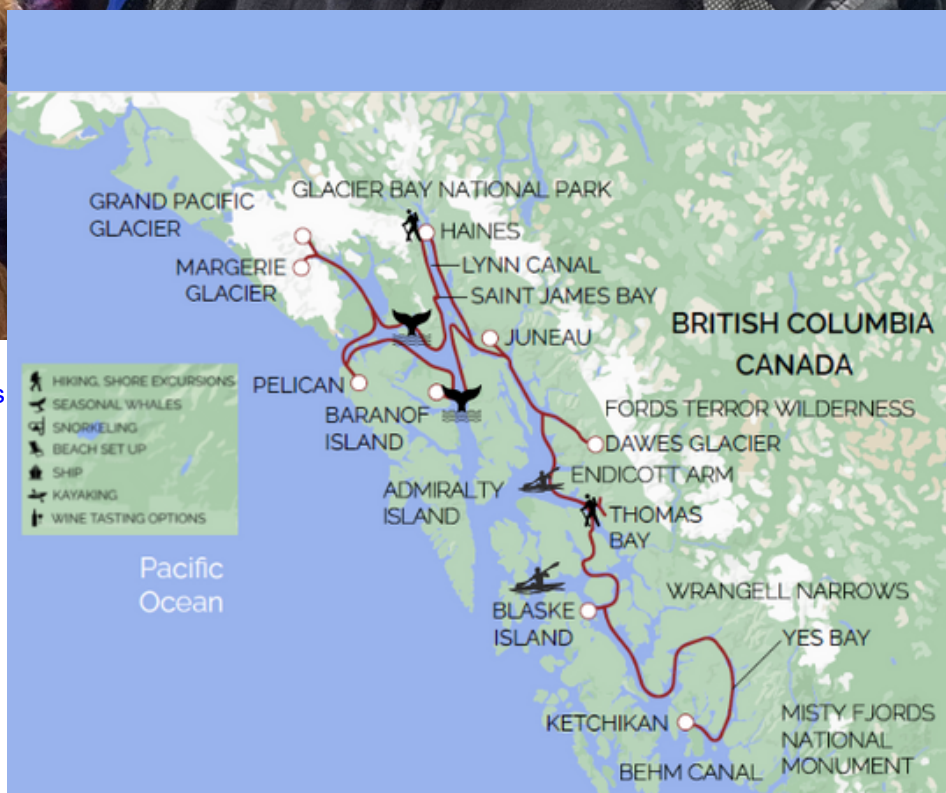 GLACIER BAY NATIONAL PARK
GRAND PACIFIC
GLACIER
HAINES
MARGERIE
GLACIER
LYNN CANAL
SAINT JAMES BAY
JUNEAU
BRITISH COLUMBIA
CANADA
PELICAN
BARANOF
ISLAND
FORDS TERROR WILDERNESS
DAWES GLACIER
ENDICOTT ARM
ADMIRALTY
ISLAND
THOMAS
BAY
HIKING, SHORE EXCURSIONS
SEASONAL WHALES
SNORKELING
BEACH SET UP
SHIP
KAYAKING
WINE TASTING OPTIONS
Pacific
Ocean
WRANGELL NARROWS
BLASKE
ISLAND
YES BAY
KETCHIKAN
MISTY FJORDS
NATIONAL
MONUMENT
BEHM CANAL